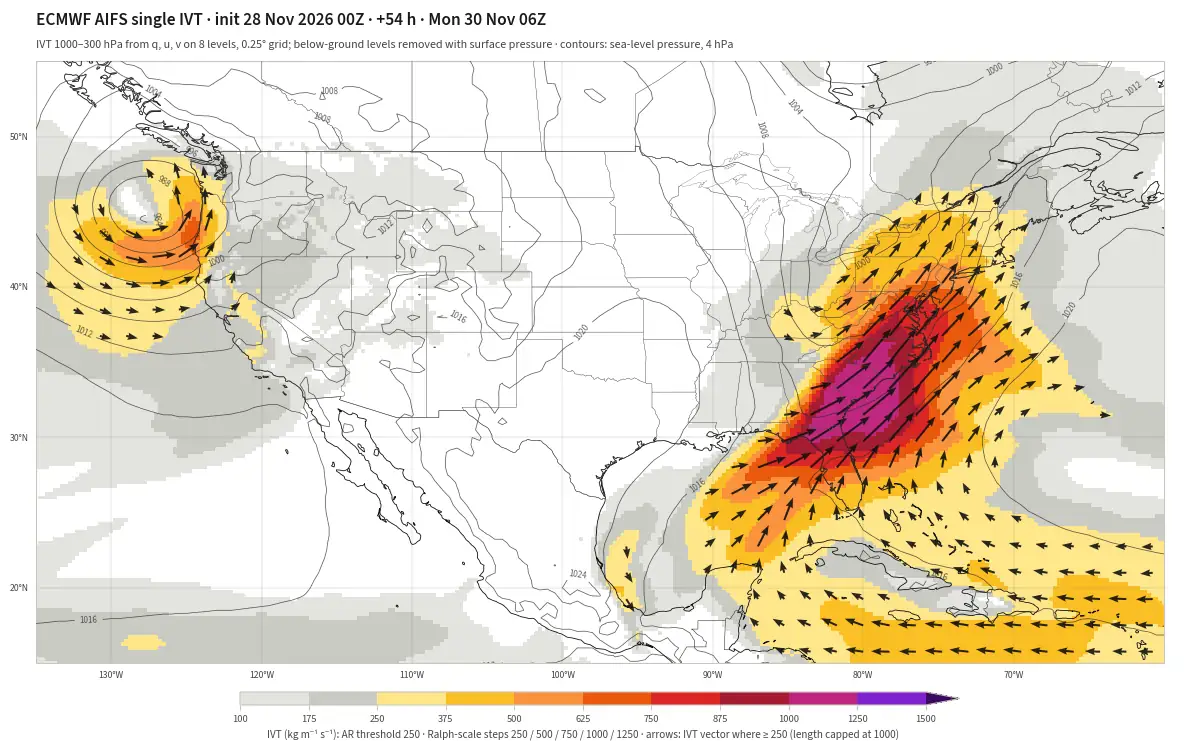 ECMWF AIFS single IVT · init 28 Nov 2026 00Z · +54 h · Mon 30 Nov 06Z
IVT 1000–300 hPa from q, u, v on 8 levels, 0.25° grid; below-ground levels removed with surface pressure · contours: sea-level pressure, 4 hPa
1004
1008
1000
1012
1008
1004
1008
50°N
988
1012
1000
1000
1016
40°N
1016
1020
1012
1020
30°N
1016
1024
1016
20°N
1016
130°W 120°W 110°W 100°W 90°W 80°W 70°W
100 175 250 375 500 625 750 875 1000 1250 1500
IVT (kg m⁻¹ s⁻¹): AR threshold 250 · Ralph-scale steps 250 / 500 / 750 / 1000 / 1250 · arrows: IVT vector where ≥ 250 (length capped at 1000)